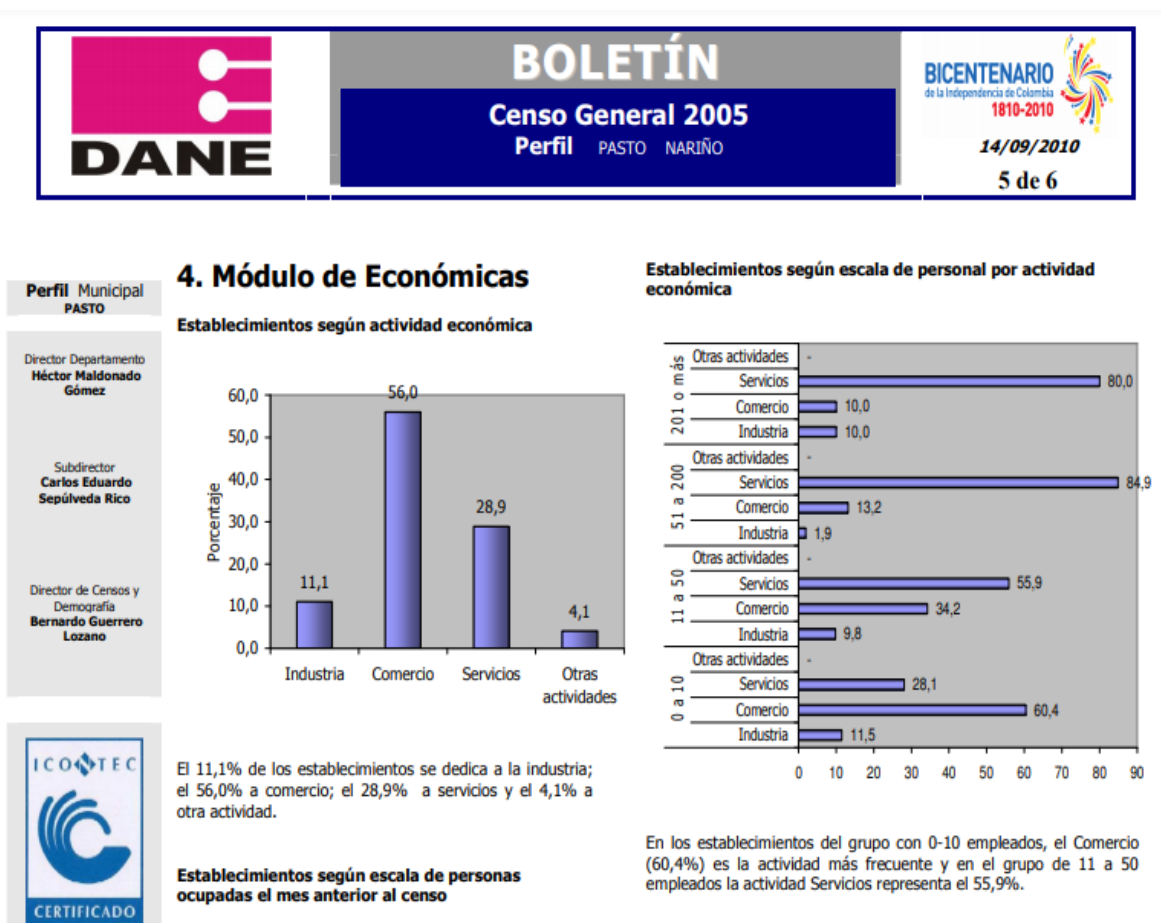 DANE
BOLETÍN
Censo General 2005
Perfil PASTO NARIÑO
BICENTENARIO
de la Independencia de Colombia
1810-2010
14/09/2010
5 de 6
Perfil Municipal
PASTO
Director Departamento
Héctor Maldonado
Gómez
Subdirector
Carlos Eduardo
Sepúlveda Rico
Director de Censos y
Demografía
Bernardo Guerrero
Lozano
ICONTEC
CERTIFICADO
4. Módulo de Económicas
Establecimientos según actividad económica
Porcentaje
60,0
50,0
40,0
30,0
20,0
10,0
0,0
11,1
56,0
28,9
4,1
Industria
Comercio
Servicios
Otras
actividades
El 11,1% de los establecimientos se dedica a la industria;
el 56,0% a comercio; el 28,9% a servicios y el 4,1% a
otra actividad.
Establecimientos según escala de personas
ocupadas el mes anterior al censo
Establecimientos según escala de personal por actividad
económica
201 o más
Otras actividades -
Servicios 80,0
Comercio 10,0
Industria 10,0
51 a 200
Otras actividades -
Servicios 84,9
Comercio 13,2
Industria 1,9
11 a 50
Otras actividades -
Servicios 55,9
Comercio 34,2
Industria 9,8
0 a 10
Otras actividades -
Servicios 28,1
Comercio 60,4
Industria 11,5
0 10 20 30 40 50 60 70 80 90
En los establecimientos del grupo con 0-10 empleados, el Comercio
(60,4%) es la actividad más frecuente y en el grupo de 11 a 50
empleados la actividad Servicios representa el 55,9%.